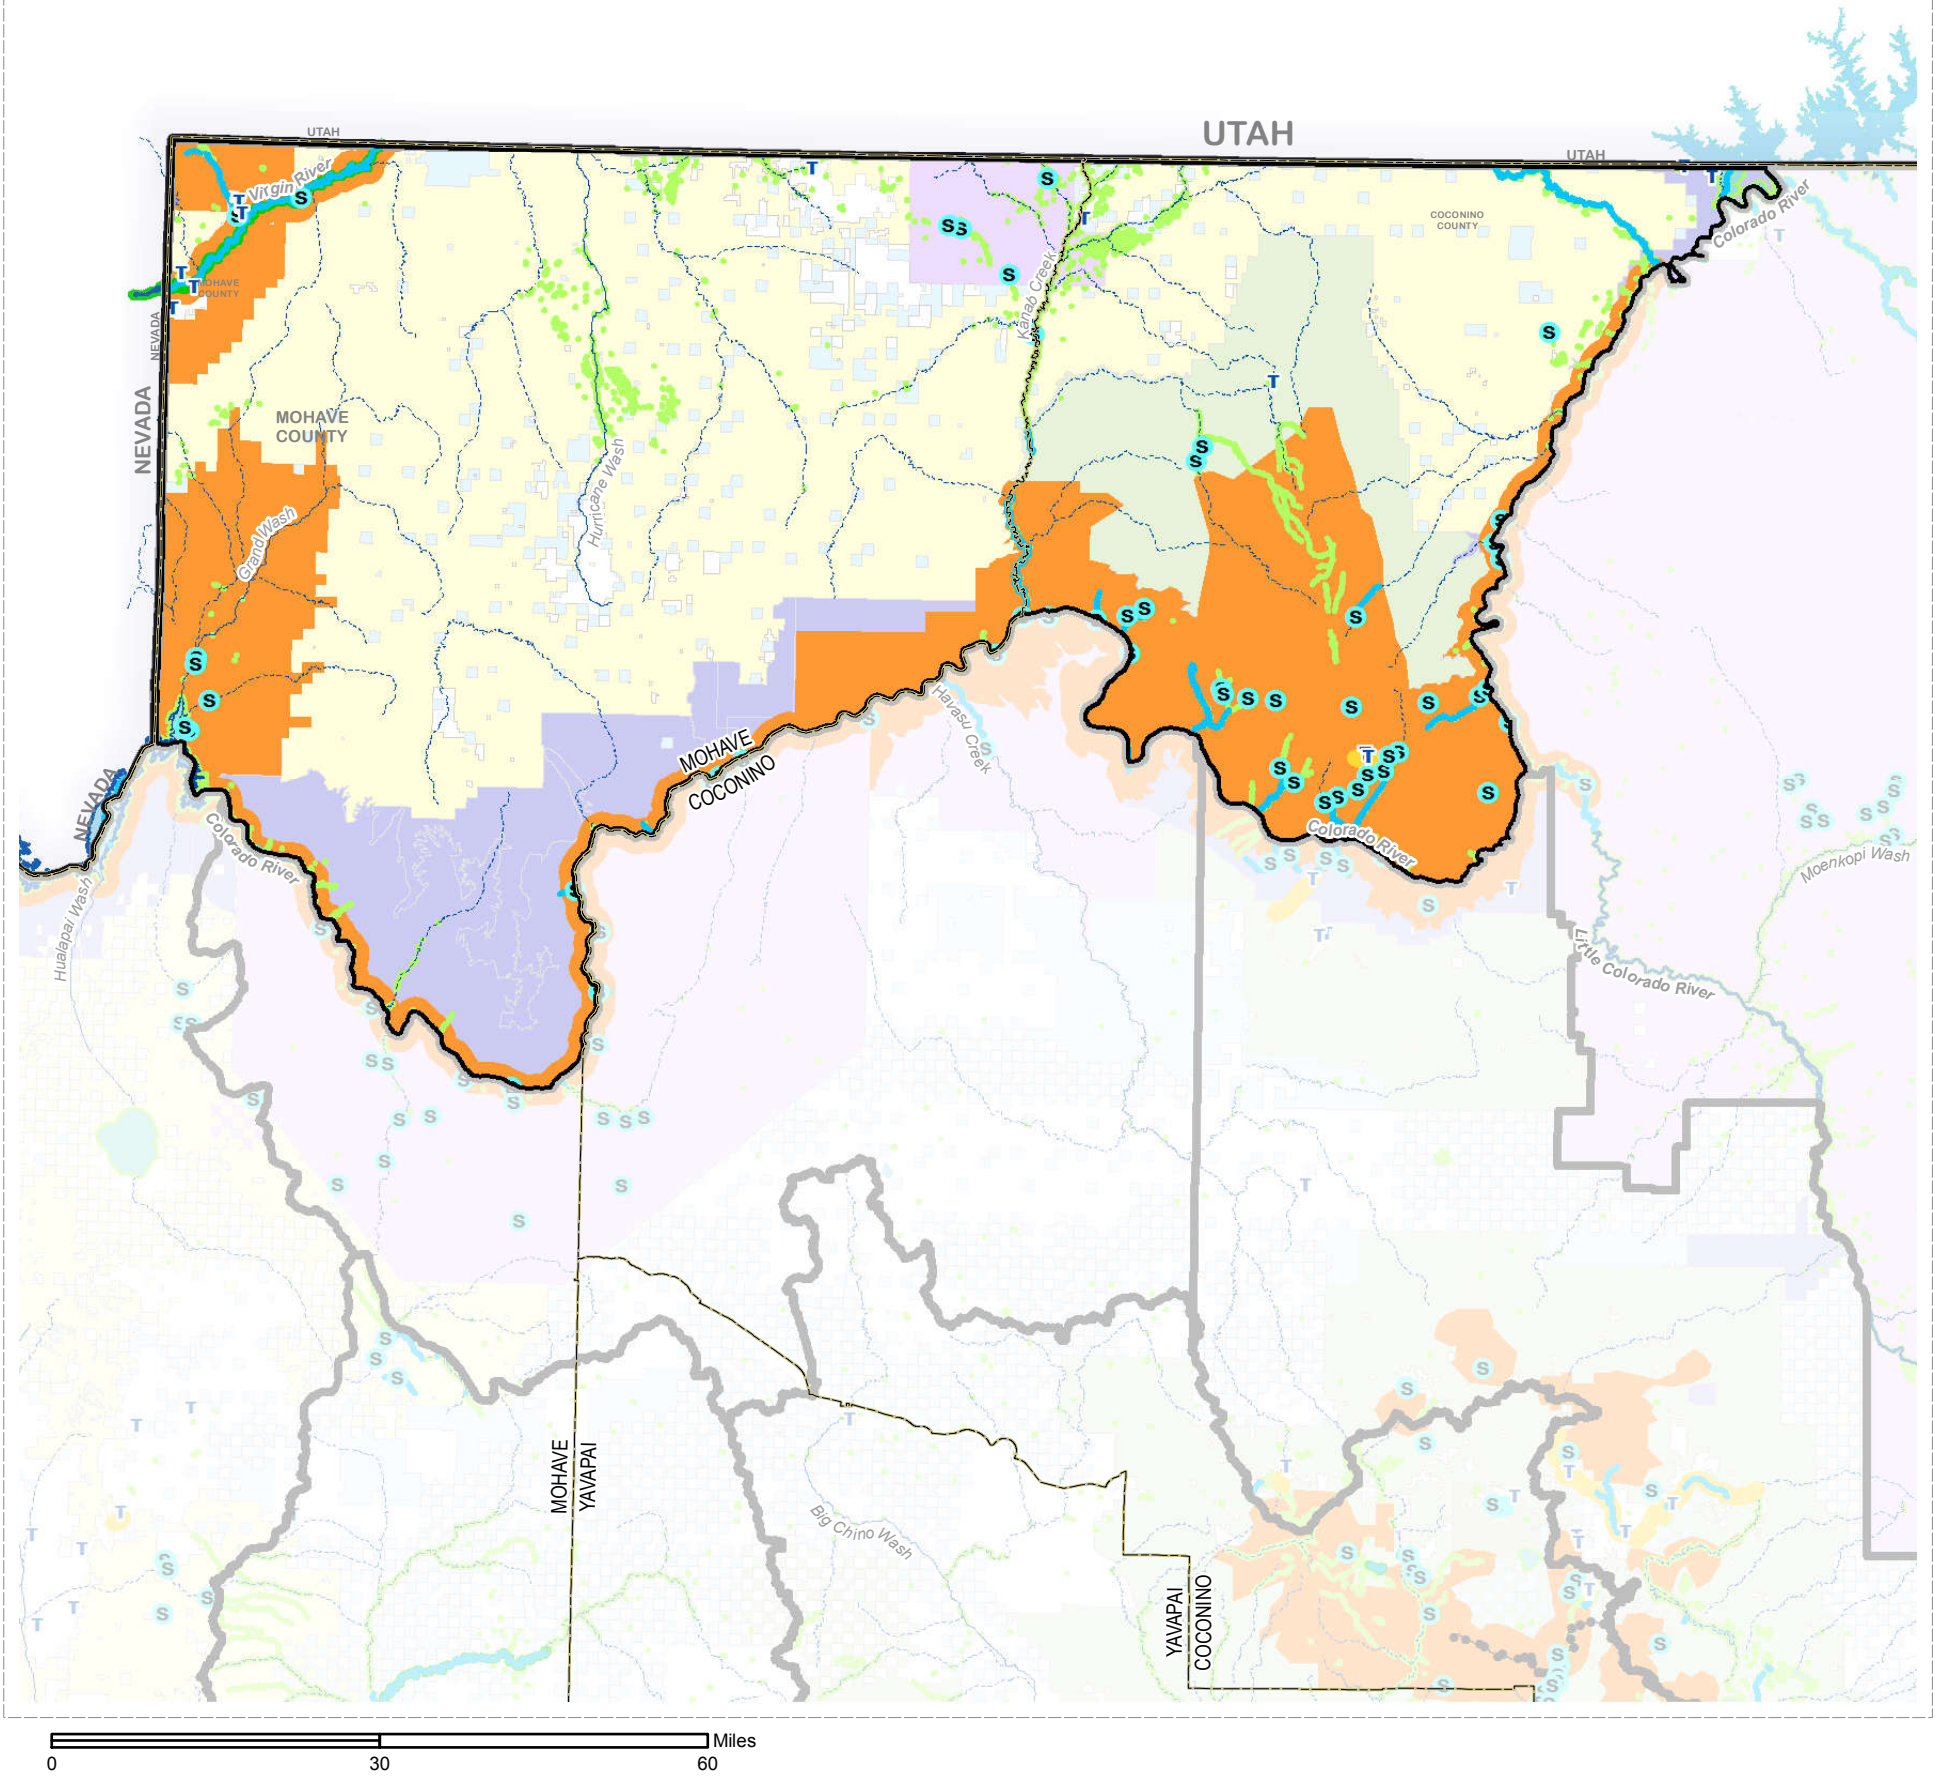 UTAH
UTAH
UTAH
Virgin River
T
T
S
T
T
T
T
MOHAVE
COUNTY
NEVADA
NEVADA
MOHAVE
COUNTY
Grand Wash
Hurricane Wash
Kanab Creek
S
S
S
S
T
T
T
COCONINO
COUNTY
Colorado River
T
T
S
S
S
S
S
S
S
MOHAVE
COCONINO
Havasu Creek
NEVADA
Colorado River
Hualapai Wash
Colorado River
Little Colorado River
Moenkopi Wash
MOHAVE
YAVAPAI
Big Chino Wash
YAVAPAI
COCONINO
Miles
0
30
60